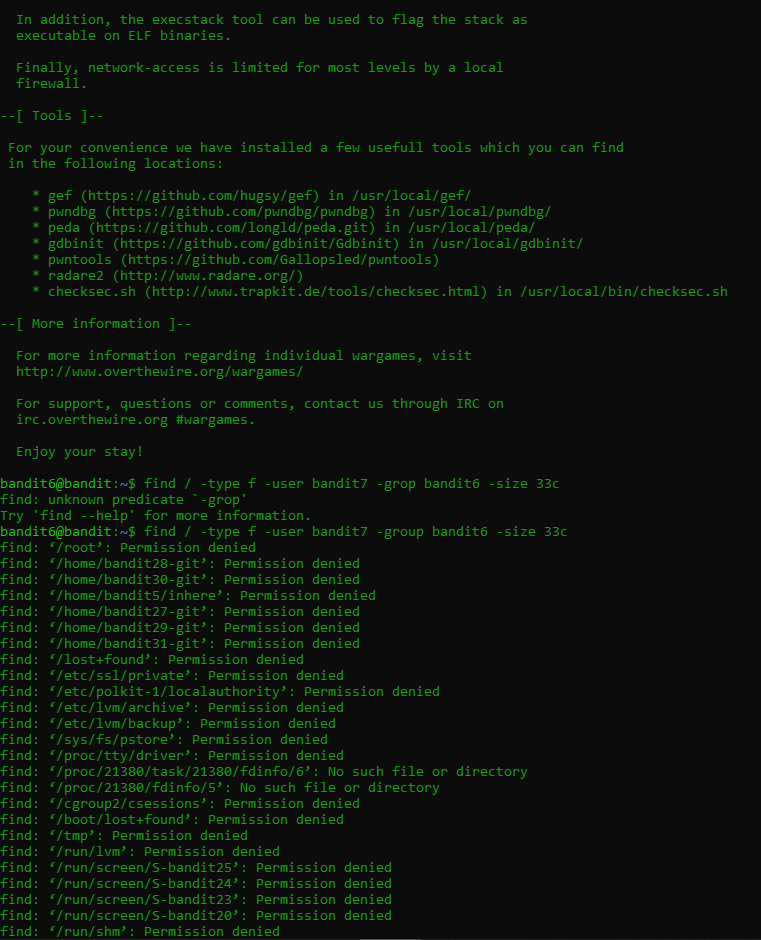 In addition, the execstack tool can be used to flag the stack as
executable on ELF binaries.
Finally, network-access is limited for most levels by a local
firewall.
--[ Tools ]--
For your convenience we have installed a few usefull tools which you can find
in the following locations:
* gef (https://github.com/hugsy/gef) in /usr/local/gef/
* pwndbg (https://github.com/pwndbg/pwndbg) in /usr/local/pwndbg/
* peda (https://github.com/longld/peda.git) in /usr/local/peda/
* gdbinit (https://github.com/gdbinit/Gdbinit) in /usr/local/gdbinit/
* pwntools (https://github.com/Gallopsled/pwntools)
* radare2 (http://www.radare.org/)
* checksec.sh (http://www.trapkit.de/tools/checksec.html) in /usr/local/bin/checksec.sh
--[ More information ]--
For more information regarding individual wargames, visit
http://www.overthewire.org/wargames/
For support, questions or comments, contact us through IRC on
irc.overthewire.org #wargames.
Enjoy your stay!
bandit6@bandit:~$ find / -type f -user bandit7 -grop bandit6 -size 33c
find: unknown predicate `-grop'
Try 'find --help' for more information.
bandit6@bandit:~$ find / -type f -user bandit7 -group bandit6 -size 33c
find: ‘/root’: Permission denied
find: ‘/home/bandit28-git’: Permission denied
find: ‘/home/bandit30-git’: Permission denied
find: ‘/home/bandit5/inhere’: Permission denied
find: ‘/home/bandit27-git’: Permission denied
find: ‘/home/bandit29-git’: Permission denied
find: ‘/home/bandit31-git’: Permission denied
find: ‘/lost+found’: Permission denied
find: ‘/etc/ssl/private’: Permission denied
find: ‘/etc/polkit-1/localauthority’: Permission denied
find: ‘/etc/lvm/archive’: Permission denied
find: ‘/etc/lvm/backup’: Permission denied
find: ‘/sys/fs/pstore’: Permission denied
find: ‘/proc/tty/driver’: Permission denied
find: ‘/proc/21380/task/21380/fdinfo/6’: No such file or directory
find: ‘/proc/21380/fdinfo/5’: No such file or directory
find: ‘/cgroup2/csessions’: Permission denied
find: ‘/boot/lost+found’: Permission denied
find: ‘/tmp’: Permission denied
find: ‘/run/lvm’: Permission denied
find: ‘/run/screen/S-bandit25’: Permission denied
find: ‘/run/screen/S-bandit24’: Permission denied
find: ‘/run/screen/S-bandit23’: Permission denied
find: ‘/run/screen/S-bandit20’: Permission denied
find: ‘/run/shm’: Permission denied